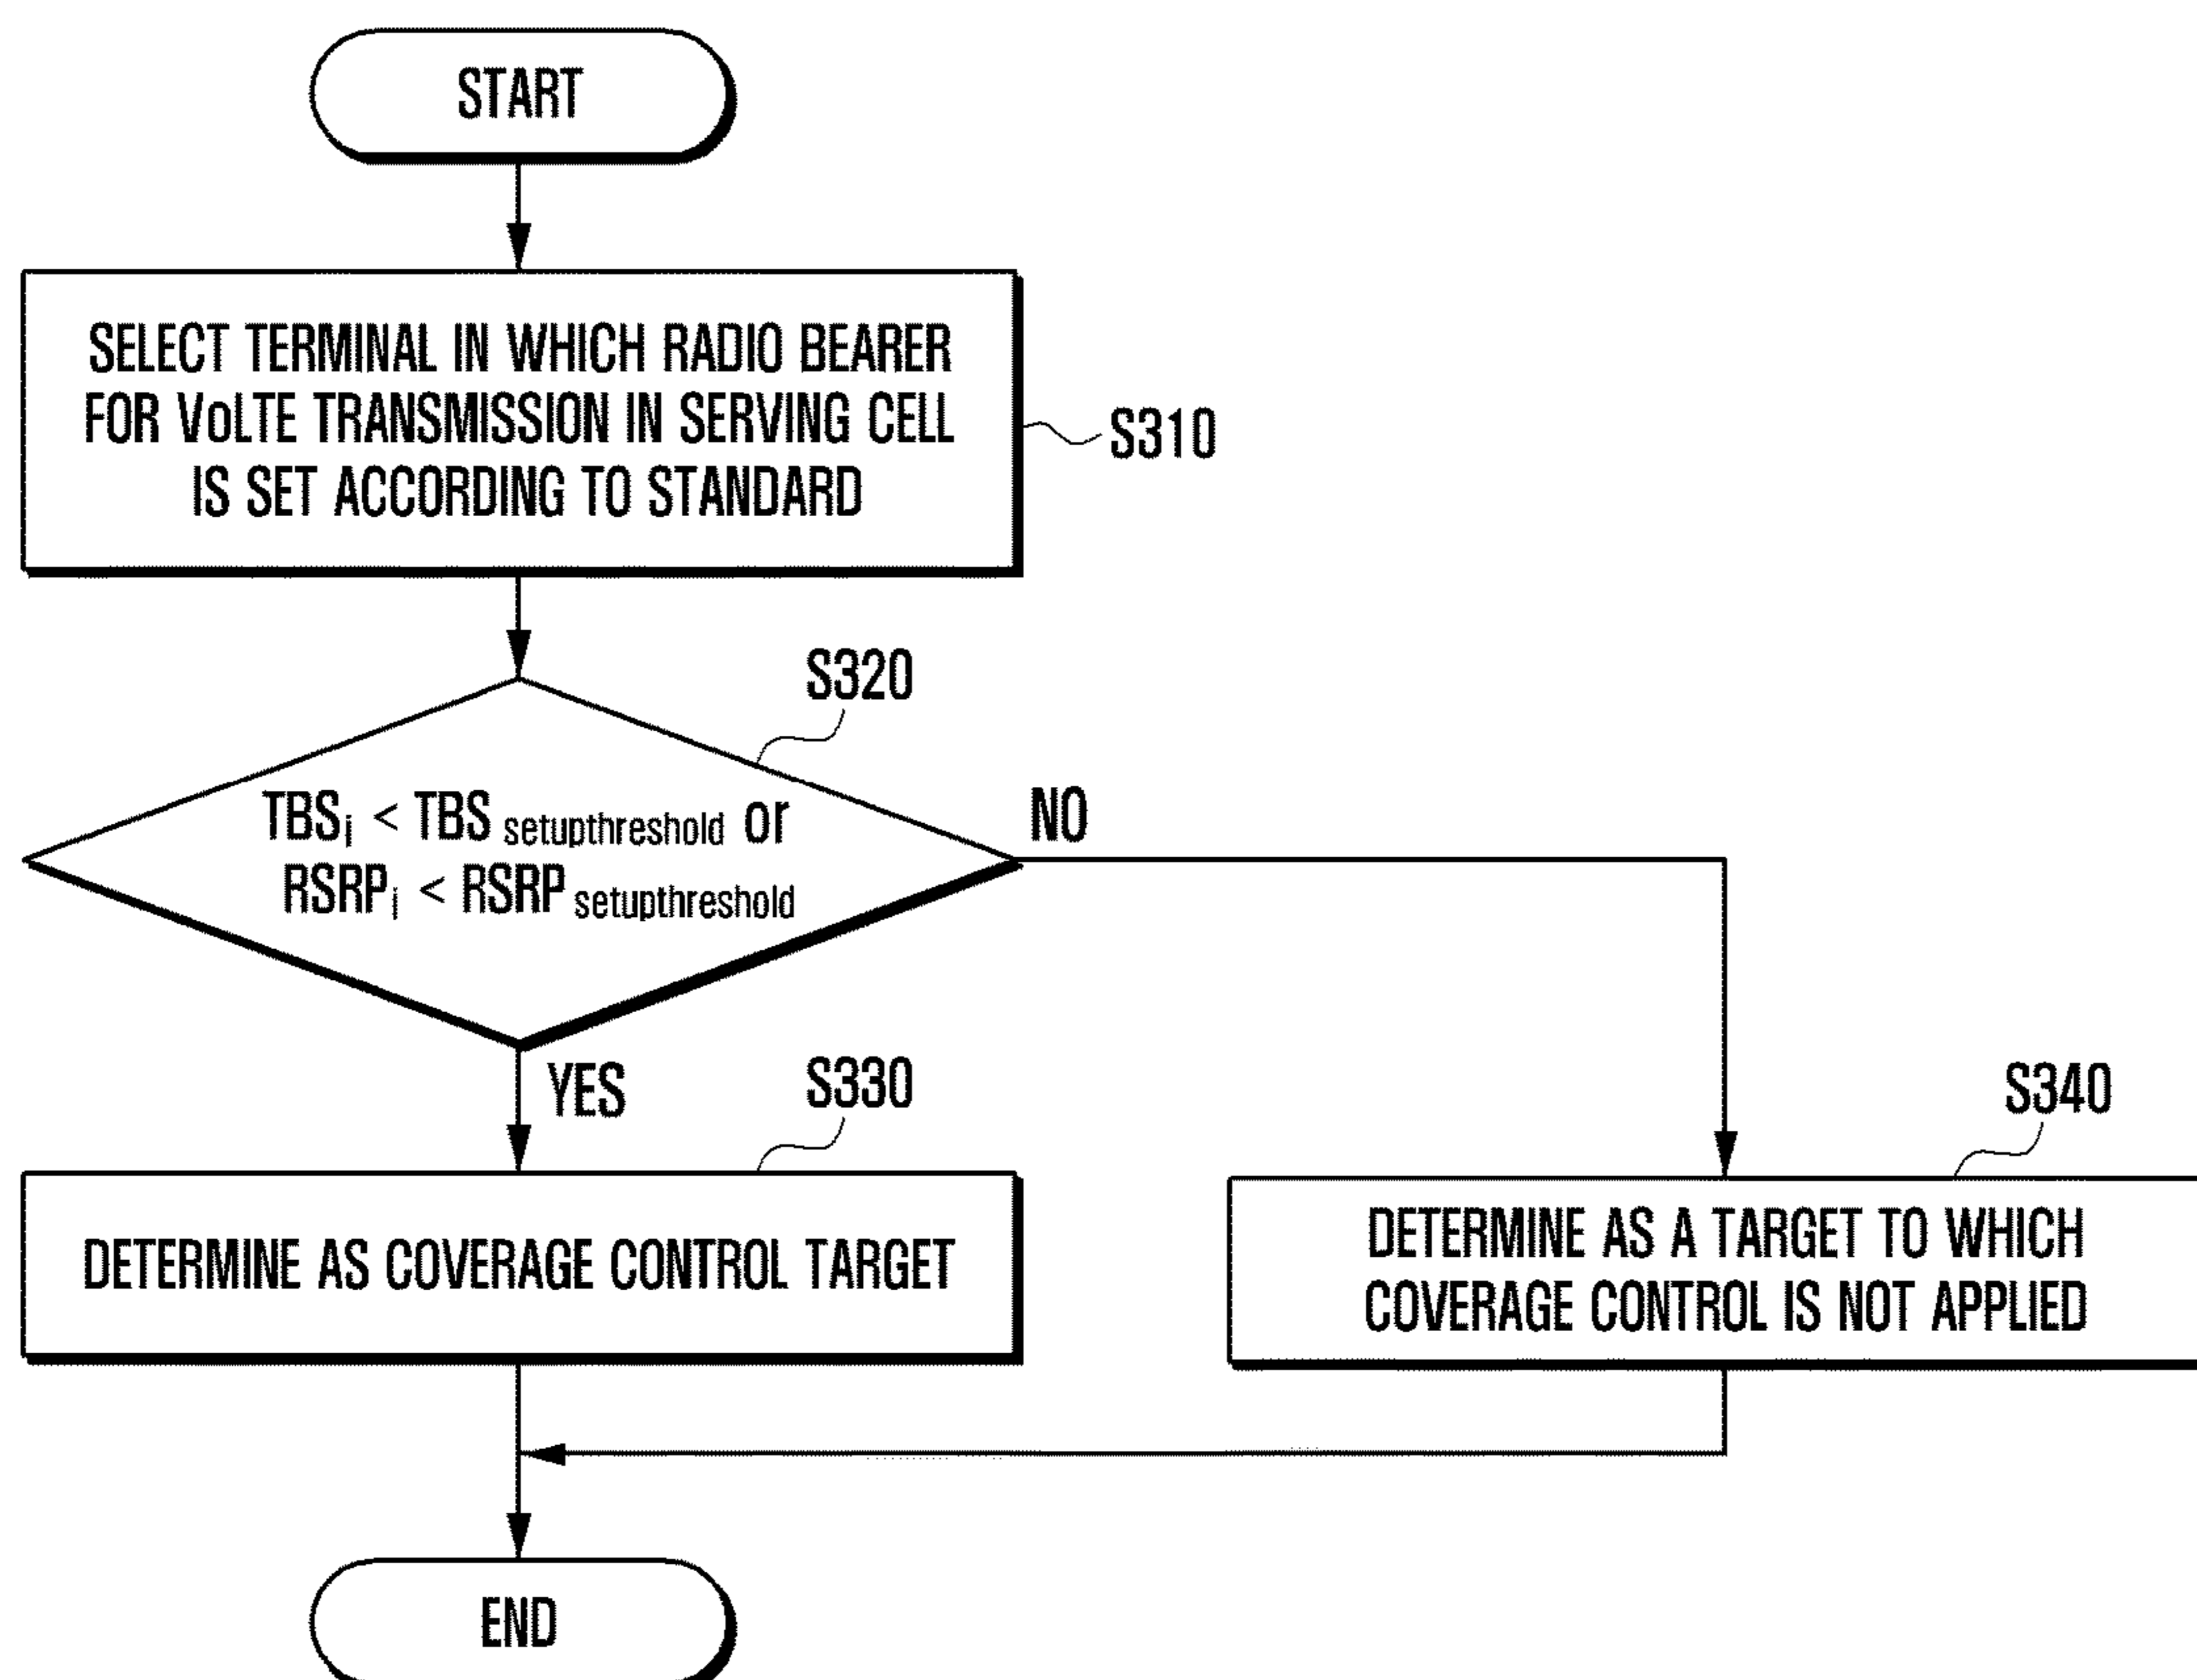 START
SELECT TERMINAL IN WHICH RADIO BEARER
FOR VoLTE TRANSMISSION IN SERVING CELL
IS SET ACCORDING TO STANDARD
S310
S320
TBSi < TBS setupthreshold or
RSRPi < RSRP setupthreshold
NO
YES
S330
DETERMINE AS COVERAGE CONTROL TARGET
S340
DETERMINE AS A TARGET TO WHICH
COVERAGE CONTROL IS NOT APPLIED
END